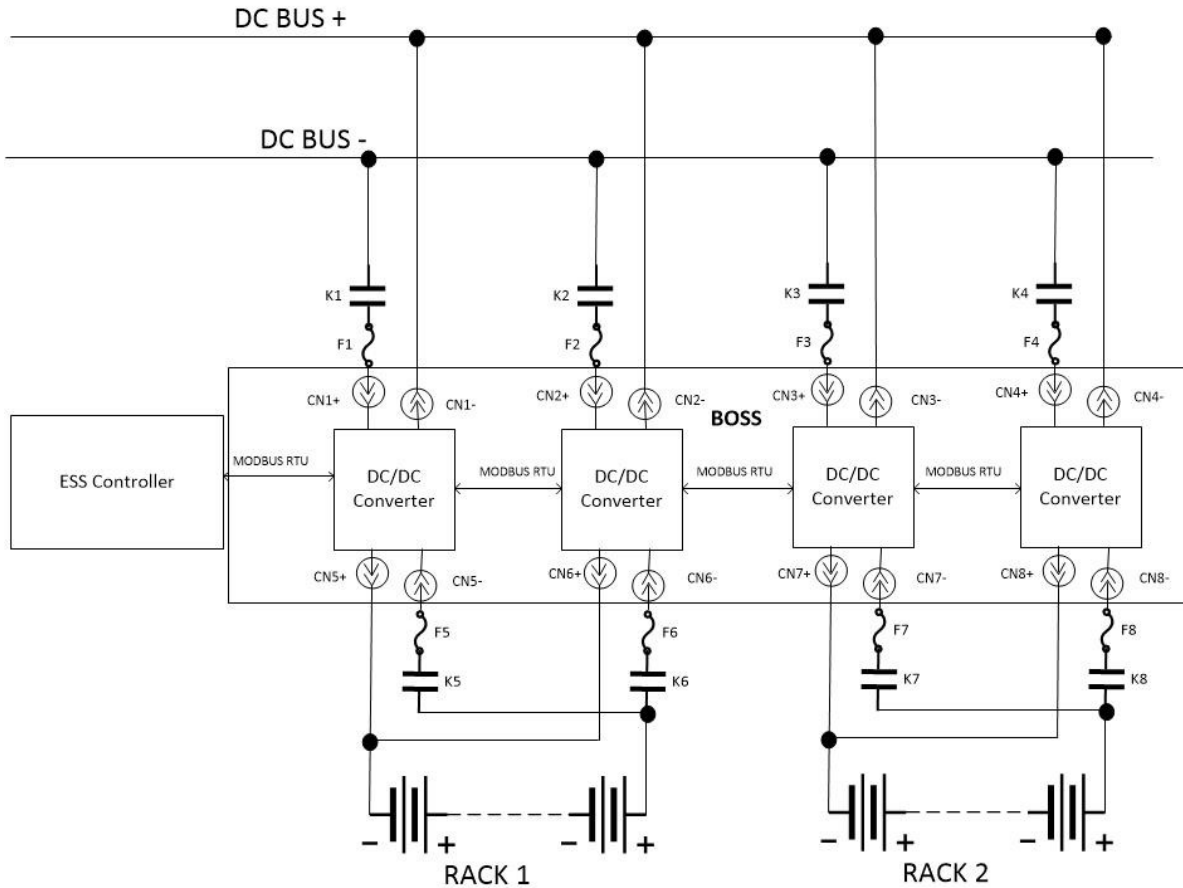 DC BUS +
DC BUS -
K1
K2
K3
K4
F1
F2
F3
F4
CN1+
CN1-
CN2+
CN2-
CN3+
CN3-
CN4+
CN4-
BOSS
ESS Controller
MODBUS RTU
DC/DC
Converter
MODBUS RTU
DC/DC
Converter
MODBUS RTU
DC/DC
Converter
MODBUS RTU
DC/DC
Converter
CN5+
CN5-
CN6+
CN6-
CN7+
CN7-
CN8+
CN8-
F5
F6
F7
F8
K5
K6
K7
K8
- +
- +
RACK 1
RACK 2